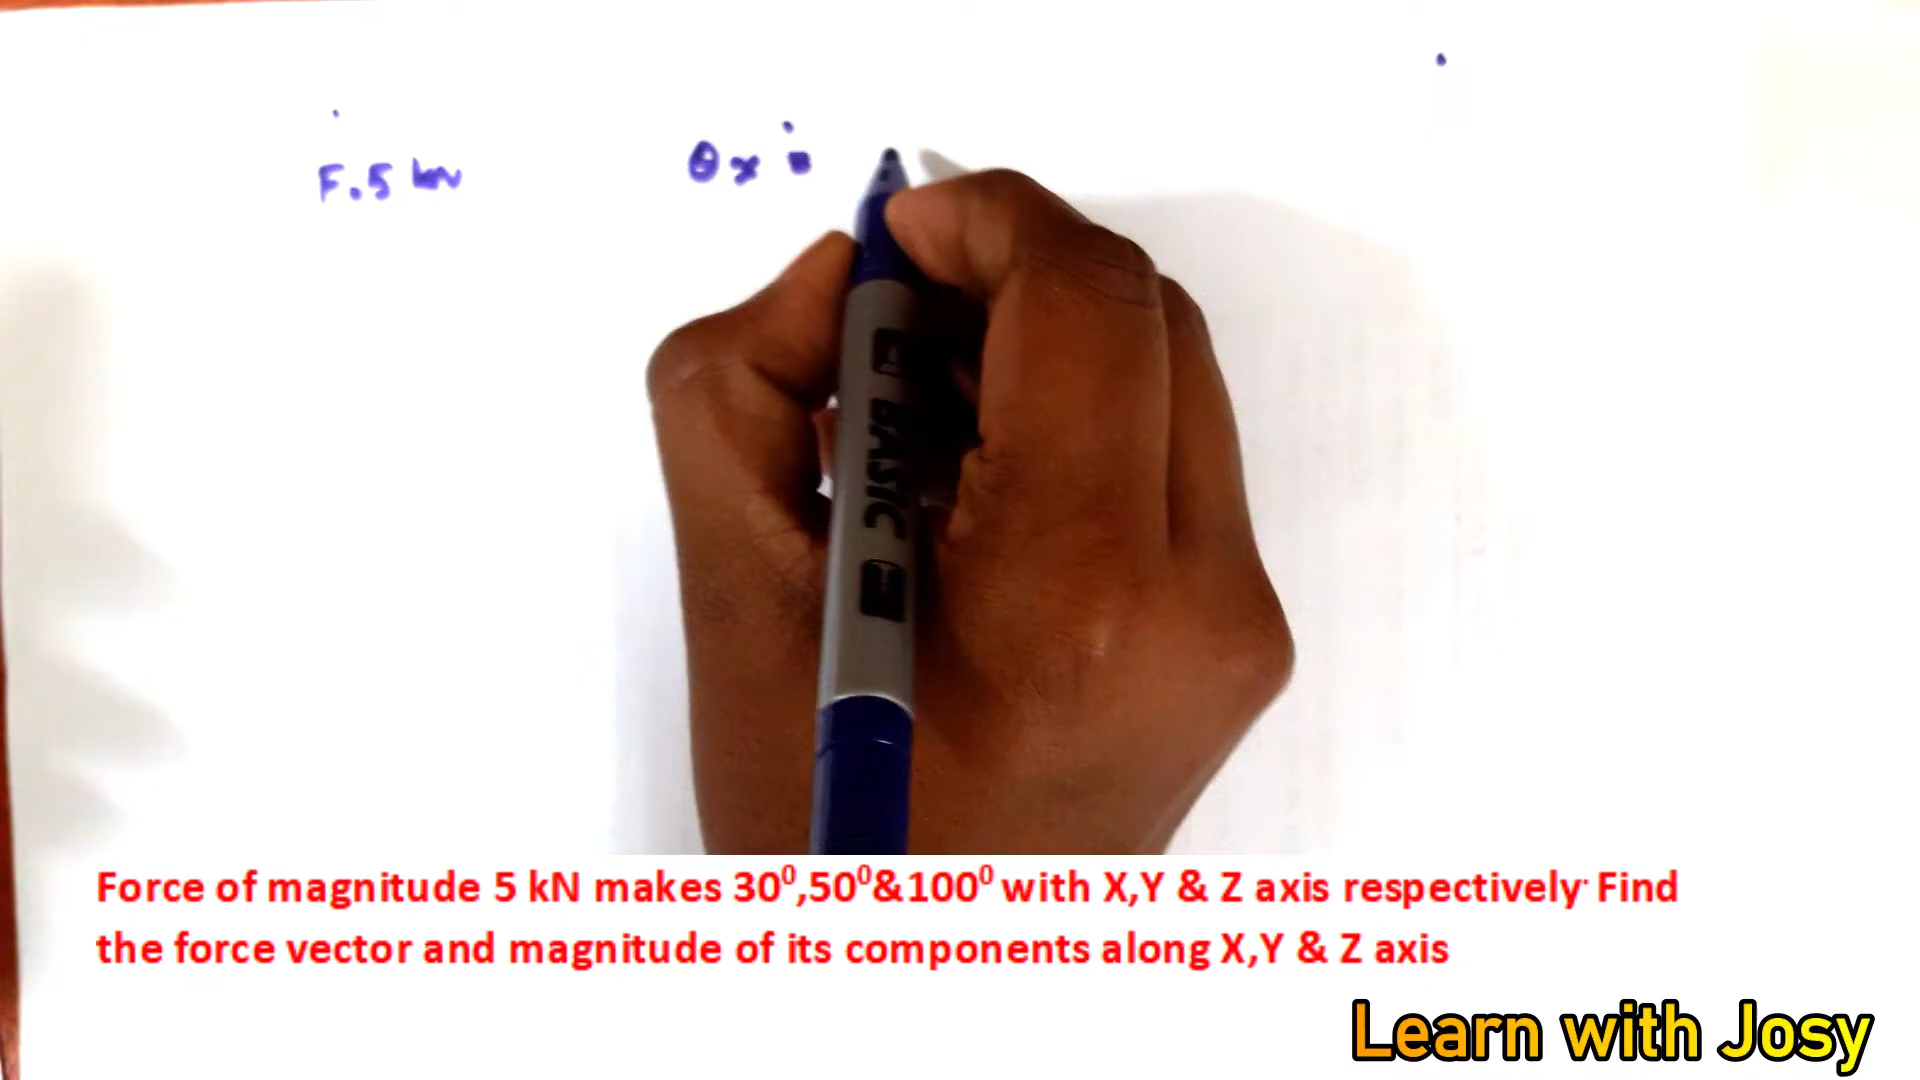 F.5 kN
θx =
BASIC
Force of magnitude 5 kN makes 30⁰,50⁰&100⁰ with X,Y & Z axis respectively. Find
the force vector and magnitude of its components along X,Y & Z axis
Learn with Josy